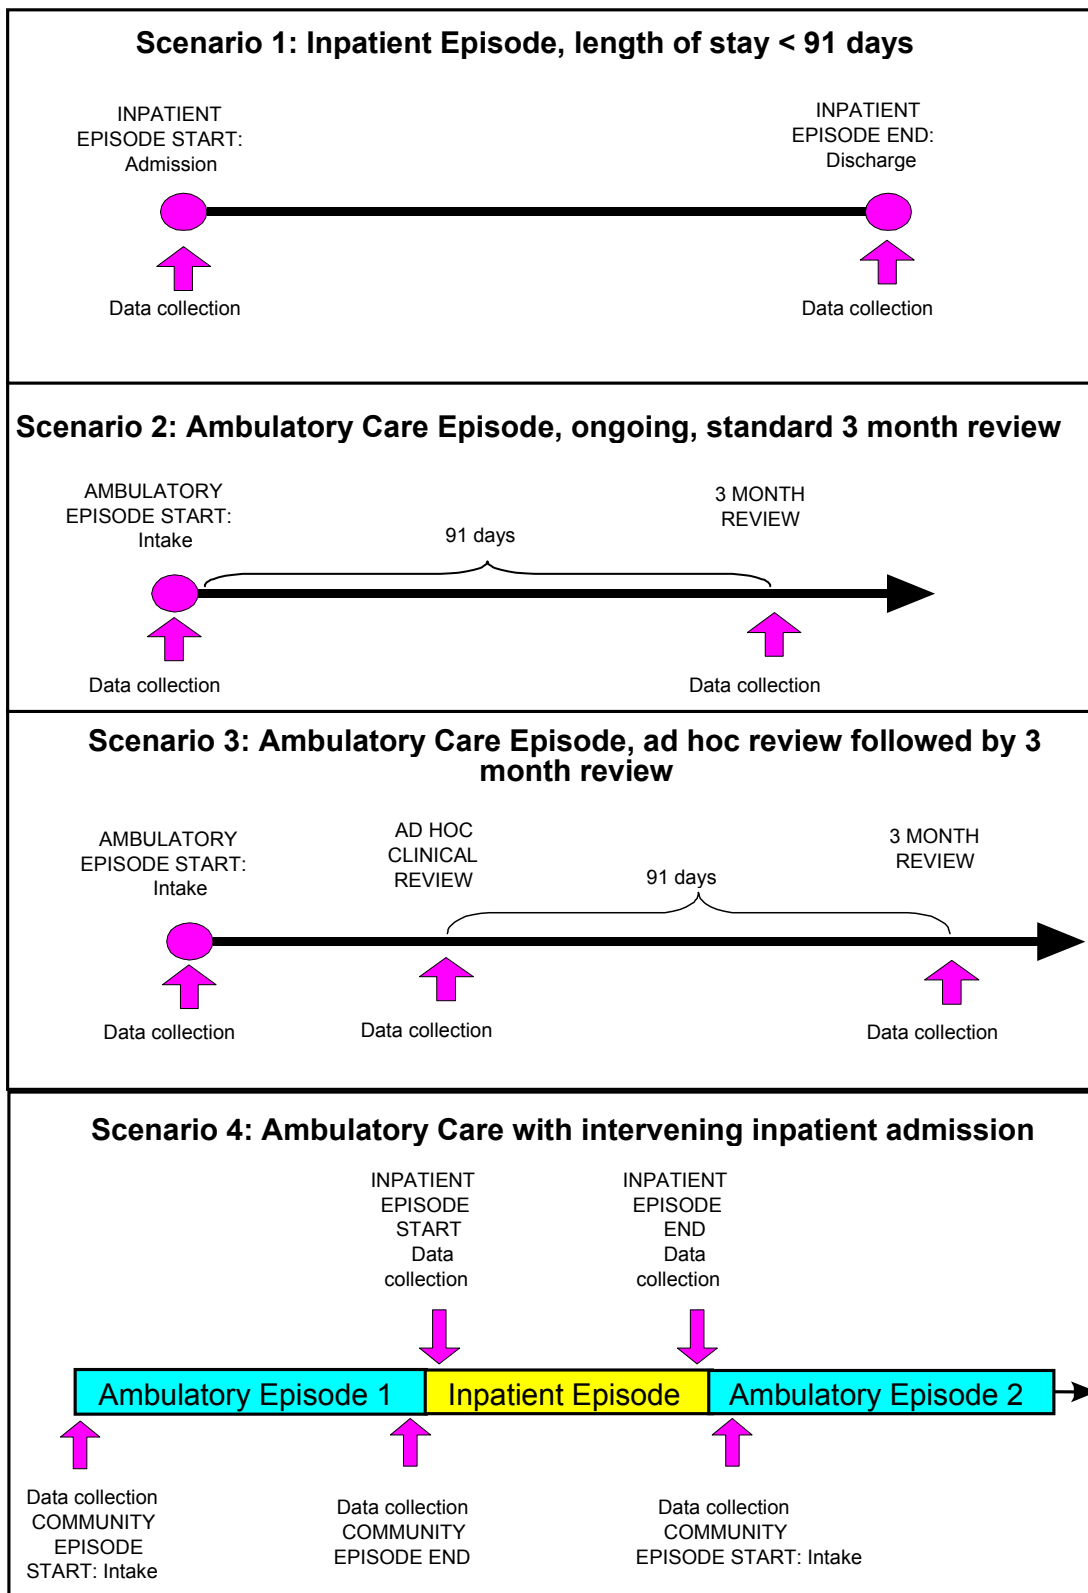 Scenario 1: Inpatient Episode, length of stay < 91 days
INPATIENT
EPISODE START:
Admission
INPATIENT
EPISODE END:
Discharge
Data collection
Data collection
Scenario 2: Ambulatory Care Episode, ongoing, standard 3 month review
AMBULATORY
EPISODE START:
Intake
91 days
3 MONTH
REVIEW
Data collection
Data collection
Scenario 3: Ambulatory Care Episode, ad hoc review followed by 3
month review
AMBULATORY
EPISODE START:
Intake
AD HOC
CLINICAL
REVIEW
91 days
3 MONTH
REVIEW
Data collection
Data collection
Data collection
Scenario 4: Ambulatory Care with intervening inpatient admission
INPATIENT
EPISODE
START
Data
collection
INPATIENT
EPISODE
END
Data
collection
Ambulatory Episode 1
Inpatient Episode
Ambulatory Episode 2
Data collection
COMMUNITY
EPISODE
START: Intake
Data collection
COMMUNITY
EPISODE END
Data collection
COMMUNITY
EPISODE START: Intake